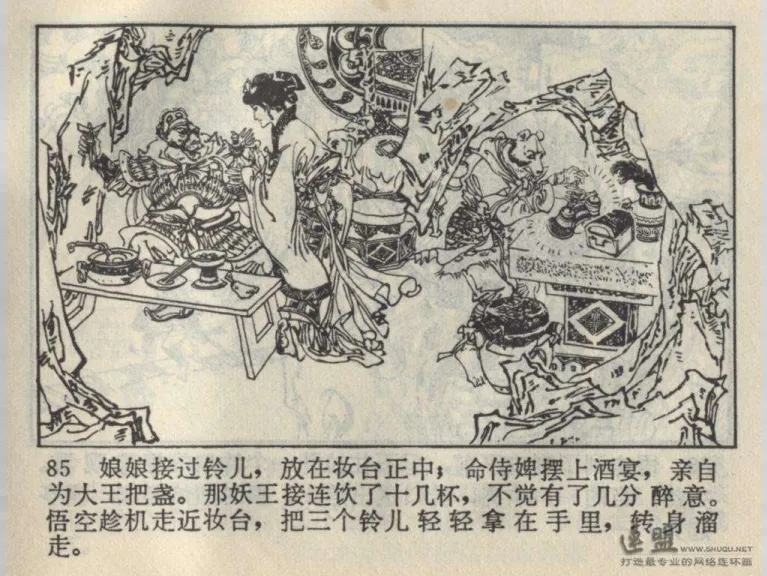 85 娘娘接过铃儿，放在妆台正中；命侍婢摆上酒宴，亲自
为大王把盏。那妖王接连饮了十几杯，不觉有了几分醉意。
悟空趁机走近妆台，把三个铃儿轻轻拿在手里，转身溜
走。
连盟 WWW.SHUQU.NET
打造最专业的网络连环画